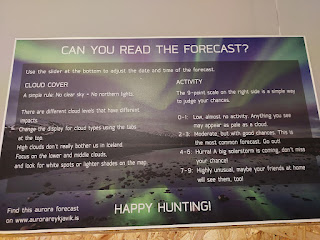 CAN YOU READ THE FORECAST?
Use the slider at the bottom to adjust the date and time of the forecast.
CLOUD COVER
A simple rule: No clear sky - No northern lights.
There are different cloud levels that have different
impacts.
Change the display for cloud types using the tabs
at the top.
High clouds don't really bother us in Iceland.
Focus on the lower and middle clouds,
and look for white spots or lighter shades on the map.
ACTIVITY
The 9-point scale on the right side is a simple way
to judge your chances.
0-1: Low, almost no activity. Anything you see
may appear as pale as a cloud.
2-3: Moderate, but with good chances. This is
the most common forecast. Go out!
4-6: Hurra! A big solarstorm is coming, don't miss
your chance!
7-9: Highly unusual, maybe your friends at home
will see them, too!
Find this
aurora forecast
on www.aurorareykjavik.is
HAPPY HUNTING!